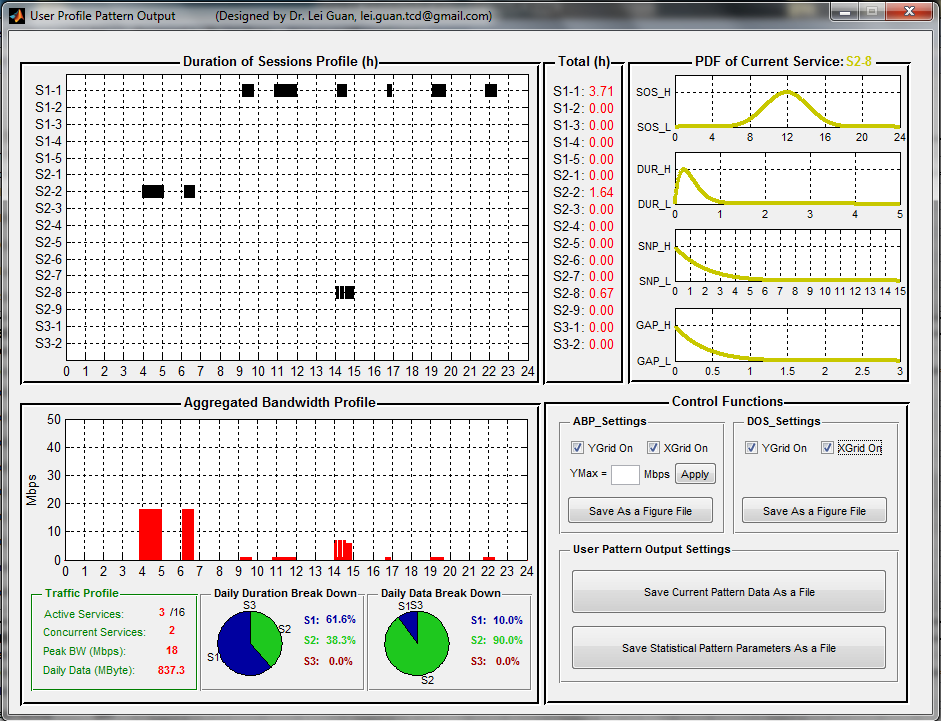 User Profile Pattern Output (Designed by Dr. Lei Guan, lei.guan.tcd@gmail.com)
Duration of Sessions Profile (h)
S1-1
S1-2
S1-3
S1-4
S1-5
S2-1
S2-2
S2-3
S2-4
S2-5
S2-6
S2-7
S2-8
S2-9
S3-1
S3-2
0 1 2 3 4 5 6 7 8 9 10 11 12 13 14 15 16 17 18 19 20 21 22 23 24
Total (h)
S1-1: 3.71
S1-2: 0.00
S1-3: 0.00
S1-4: 0.00
S1-5: 0.00
S2-1: 0.00
S2-2: 1.64
S2-3: 0.00
S2-4: 0.00
S2-5: 0.00
S2-6: 0.00
S2-7: 0.00
S2-8: 0.67
S2-9: 0.00
S3-1: 0.00
S3-2: 0.00
PDF of Current Service: S2-8
SOS_H
SOS_L
0 4 8 12 16 20 24
DUR_H
DUR_L
0 1 2 3 4 5
SNP_H
SNP_L
0 1 2 3 4 5 6 7 8 9 10 11 12 13 14 15
GAP_H
GAP_L
0 0.5 1 1.5 2 2.5 3
Aggregated Bandwidth Profile
Mbps
50
40
30
20
10
0
0 1 2 3 4 5 6 7 8 9 10 11 12 13 14 15 16 17 18 19 20 21 22 23 24
Traffic Profile
Active Services: 3 /16
Concurrent Services: 2
Peak BW (Mbps): 18
Daily Data (MByte): 837.3
Daily Duration Break Down
S3
S2
S1
S1: 61.6%
S2: 38.3%
S3: 0.0%
Daily Data Break Down
S1S3
S2
S1: 10.0%
S2: 90.0%
S3: 0.0%
Control Functions
ABP_Settings
YGrid On XGrid On
YMax = Mbps Apply
Save As a Figure File
DOS_Settings
YGrid On XGrid On
Save As a Figure File
User Pattern Output Settings
Save Current Pattern Data As a File
Save Statistical Pattern Parameters As a File